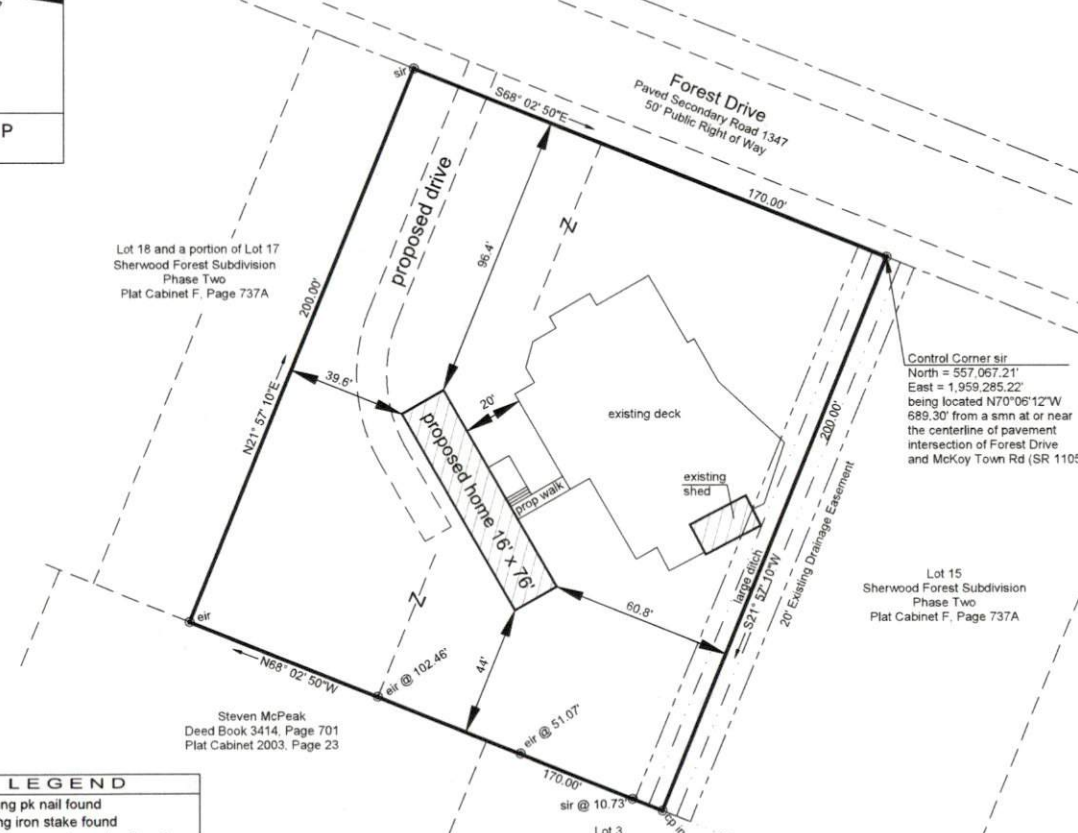 P
sir
S68° 02' 50"E
Forest Drive
Paved Secondary Road 1347
50' Public Right of Way
170.00'
proposed drive
Z
96.4'
Lot 18 and a portion of Lot 17
Sherwood Forest Subdivision
Phase Two
Plat Cabinet F, Page 737A
200.00'
N21° 57' 10"E
39.6'
20'
existing deck
Control Corner sir
North = 557,067.21'
East = 1,959,285.22'
being located N70°06'12"W
689.30' from a smn at or near
the centerline of pavement
intersection of Forest Drive
and McKoy Town Rd (SR 1105
200.00'
proposed home 16' x 76'
prop walk
existing
shed
large ditch
S21° 57' 10"W
20' Existing Drainage Easement
Lot 15
Sherwood Forest Subdivision
Phase Two
Plat Cabinet F, Page 737A
Z
60.8'
44'
eir
N68° 02' 50"W
eir @ 102.46'
eir @ 51.07'
Steven McPeak
Deed Book 3414, Page 701
Plat Cabinet 2003, Page 23
170.00'
sir @ 10.73'
cp
Lot 3
LEGEND
ng pk nail found
ng iron stake found